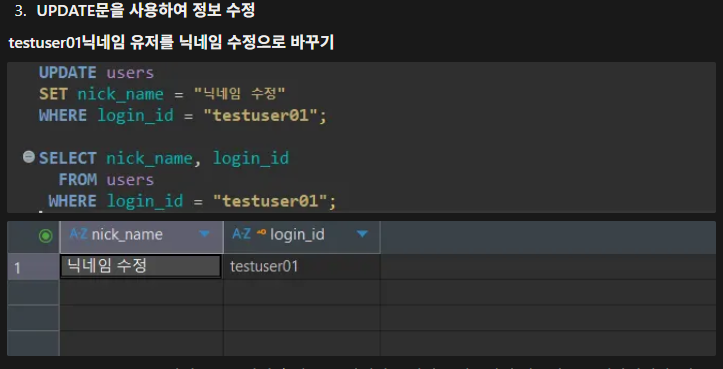 3. UPDATE문을 사용하여 정보 수정
testuser01닉네임 유저를 닉네임 수정으로 바꾸기
UPDATE users
SET nick_name = "닉네임 수정"
WHERE login_id = "testuser01";
SELECT nick_name, login_id
FROM users
WHERE login_id = "testuser01";
A-Z nick_name A-Z login_id
1 닉네임 수정 testuser01